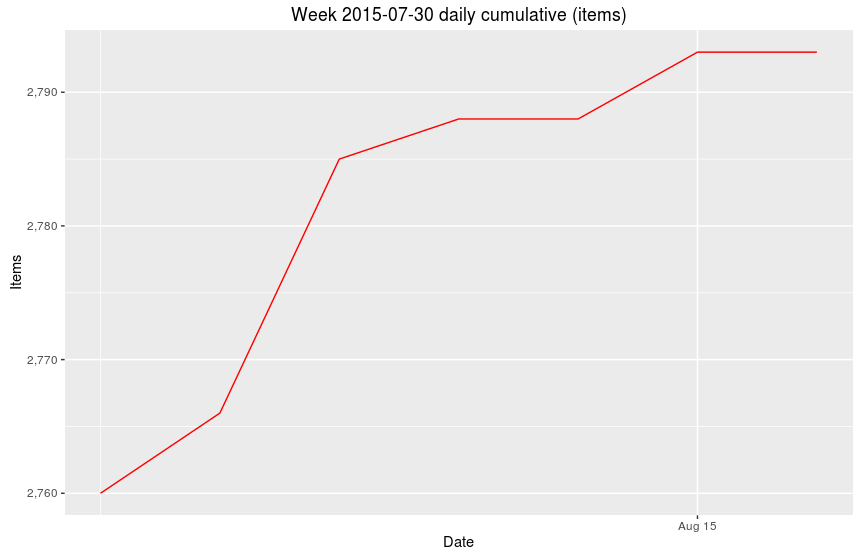 Week 2015-07-30 daily cumulative (items)
2,790
2,780
2,770
2,760
Items
Aug 15
Date